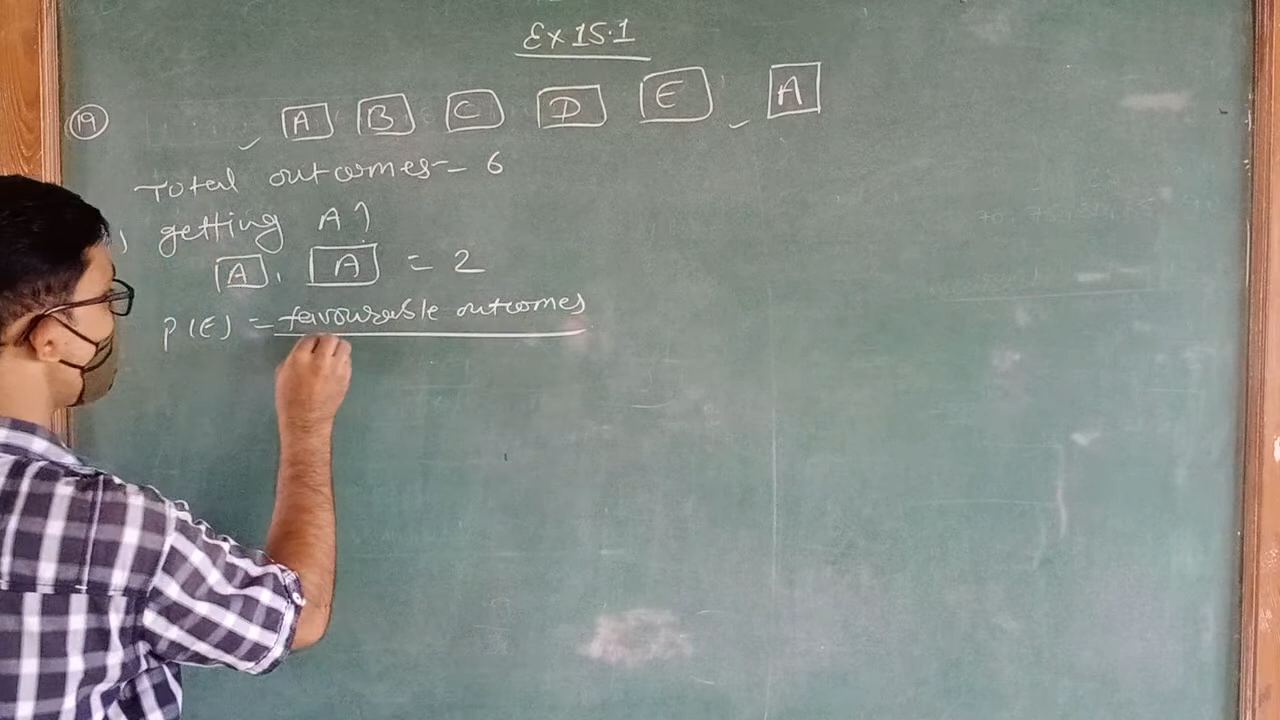 Ex 15.1
19 A B C D E A
Total outcomes - 6
getting A?
A, A = 2
P(E) = favourable outcomes